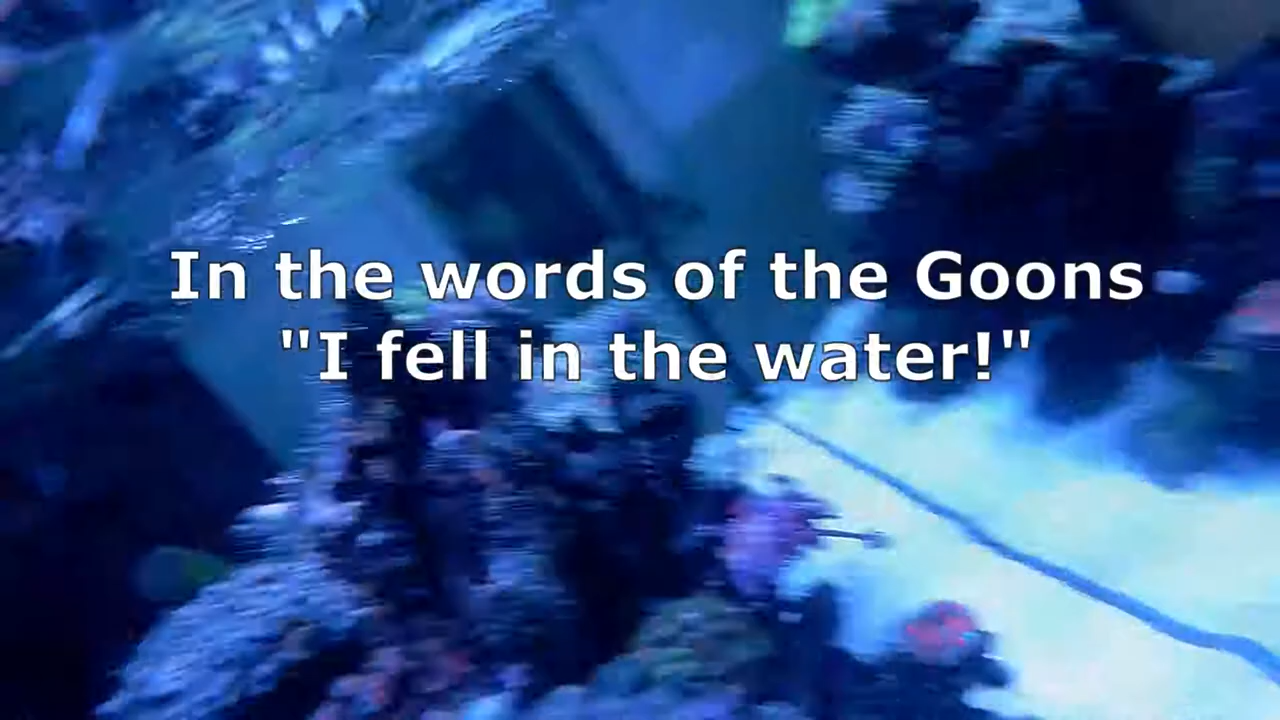 In the words of the Goons
"I fell in the water!"